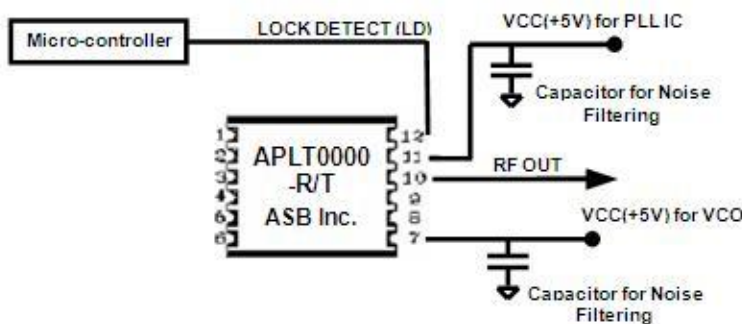 Micro-controller
LOCK DETECT (LD)
VCC(+5V) for PLL IC
Capacitor for Noise
Filtering
1
2
3
4
5
6
APLT0000
-R/T
ASB Inc.
12
11
10
9
8
7
RF OUT
VCC(+5V) for VCO
Capacitor for Noise
Filtering